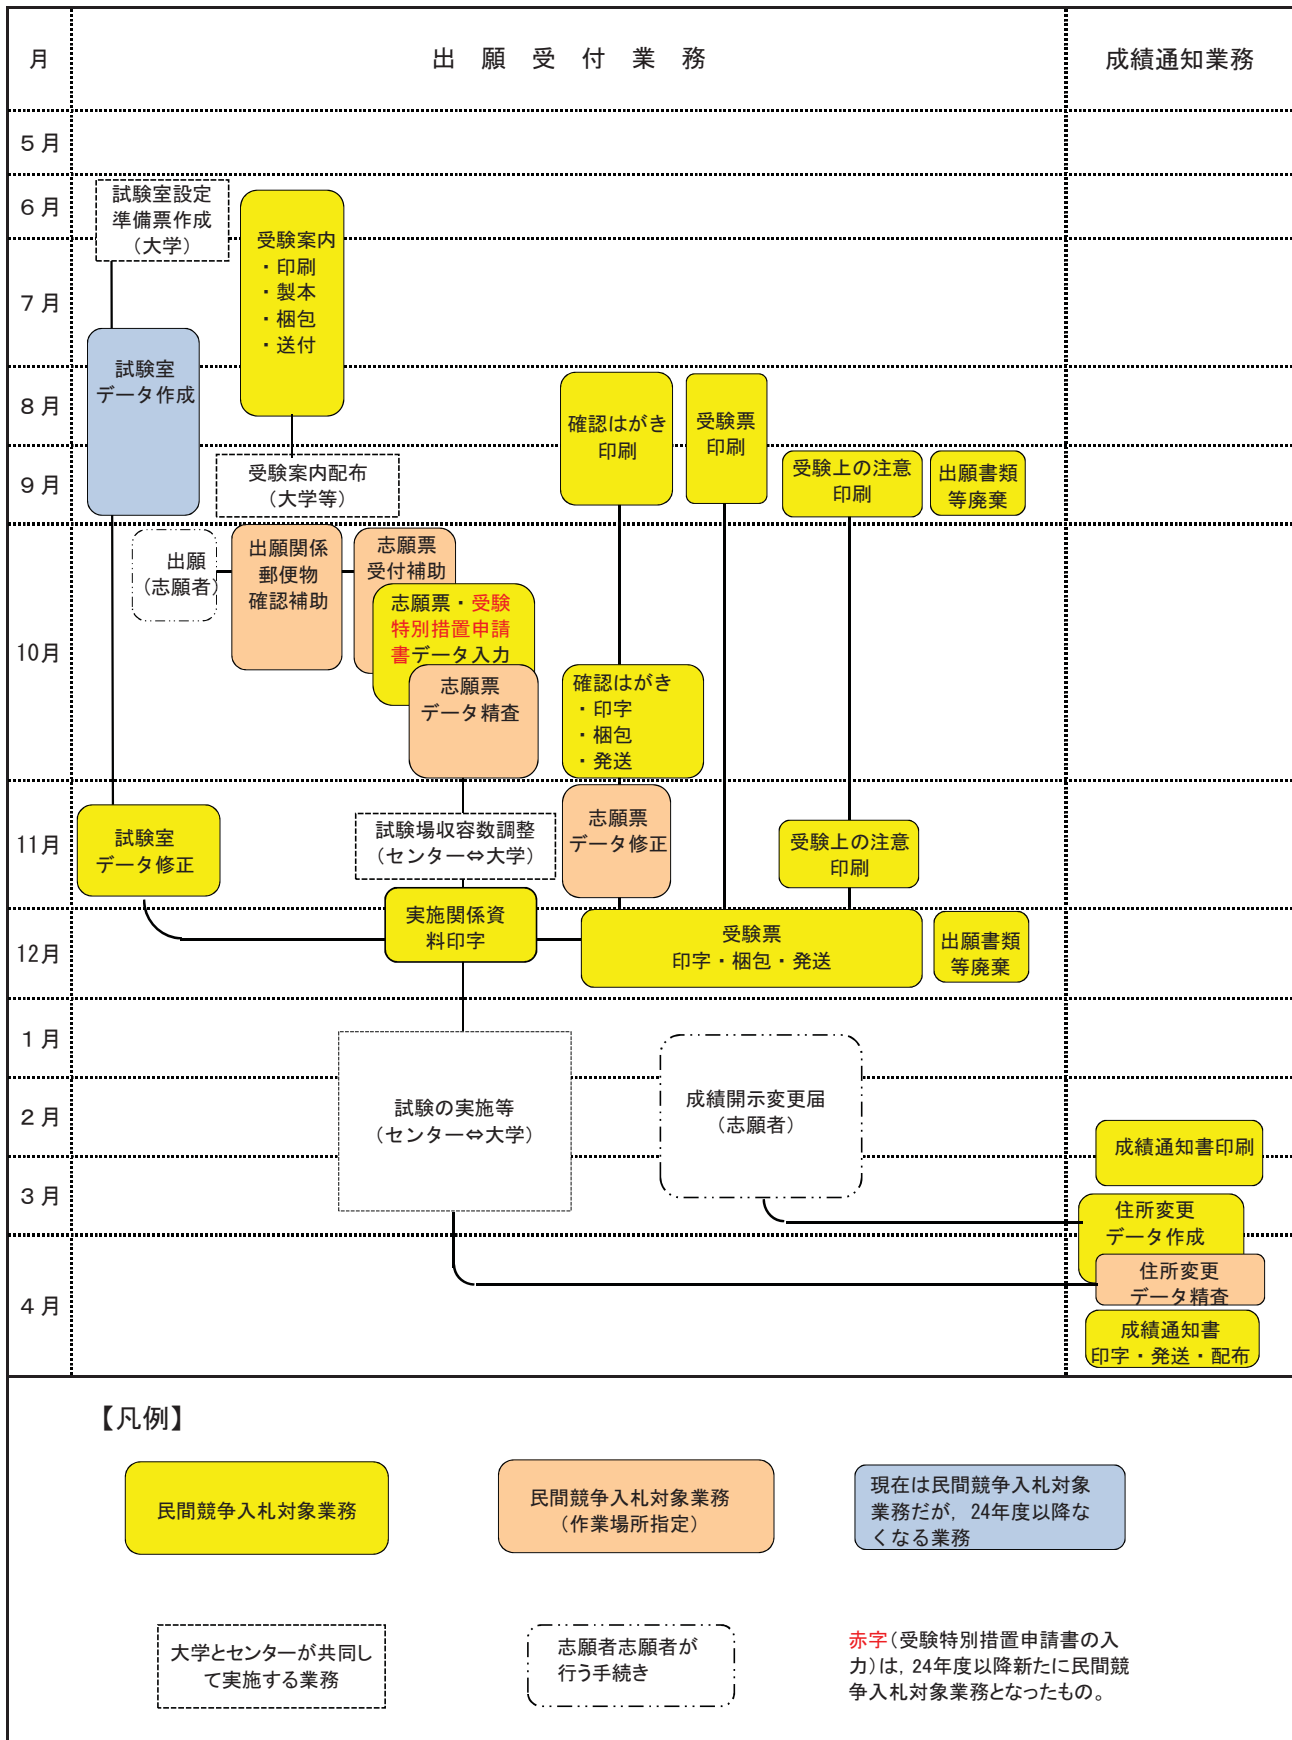 月
出　願　受　付　業　務
成績通知業務
５月
６月
７月
８月
９月
10月
11月
12月
１月
２月
３月
４月
試験室設定
準備票作成
（大学）
受験案内
・印刷
・製本
・梱包
・送付
試験室
データ作成
確認はがき
印刷
受験票
印刷
受験案内配布
（大学等）
受験上の注意
印刷
出願書類
等廃棄
出願
（志願者）
出願関係
郵便物
確認補助
志願票
受付補助
志願票・受験
特別措置申請
書データ入力
志願票
データ精査
確認はがき
・印字
・梱包
・発送
試験室
データ修正
試験場収容数調整
（センター⇔大学）
志願票
データ修正
受験上の注意
印刷
実施関係資
料印字
受験票
印字・梱包・発送
出願書類
等廃棄
試験の実施等
（センター⇔大学）
成績開示変更届
（志願者）
成績通知書印刷
住所変更
データ作成
住所変更
データ精査
成績通知書
印字・発送・配布
【凡例】
民間競争入札対象業務
民間競争入札対象業務
（作業場所指定）
現在は民間競争入札対象
業務だが，24年度以降な
くなる業務
大学とセンターが共同し
て実施する業務
志願者志願者が
行う手続き
赤字（受験特別措置申請書の入
力）は，24年度以降新たに民間競
争入札対象業務となったもの。